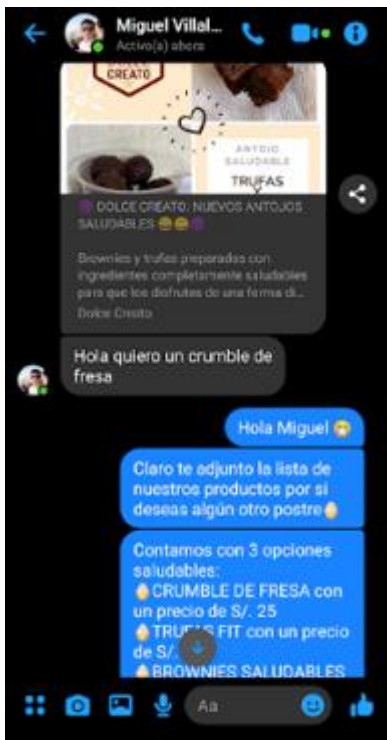 Miguel Villal...
Activo(a) ahora
CREATO
ANTOJO
SALUDABLE
TRUFAS
DOLCE CREATO: NUEVOS ANTOJOS
SALUDABLES
Brownies y trufas preparadas con
ingredientes completamente saludables
para que los disfrutes de una forma di...
Dolce Creato
Hola quiero un crumble de
fresa
Hola Miguel
Claro te adjunto la lista de
nuestros productos por si
deseas algún otro postre
Contamos con 3 opciones
saludables:
CRUMBLE DE FRESA con
un precio de S/. 25
TRUFAS FIT con un precio
de S/.
BROWNIES SALUDABLES
Aa